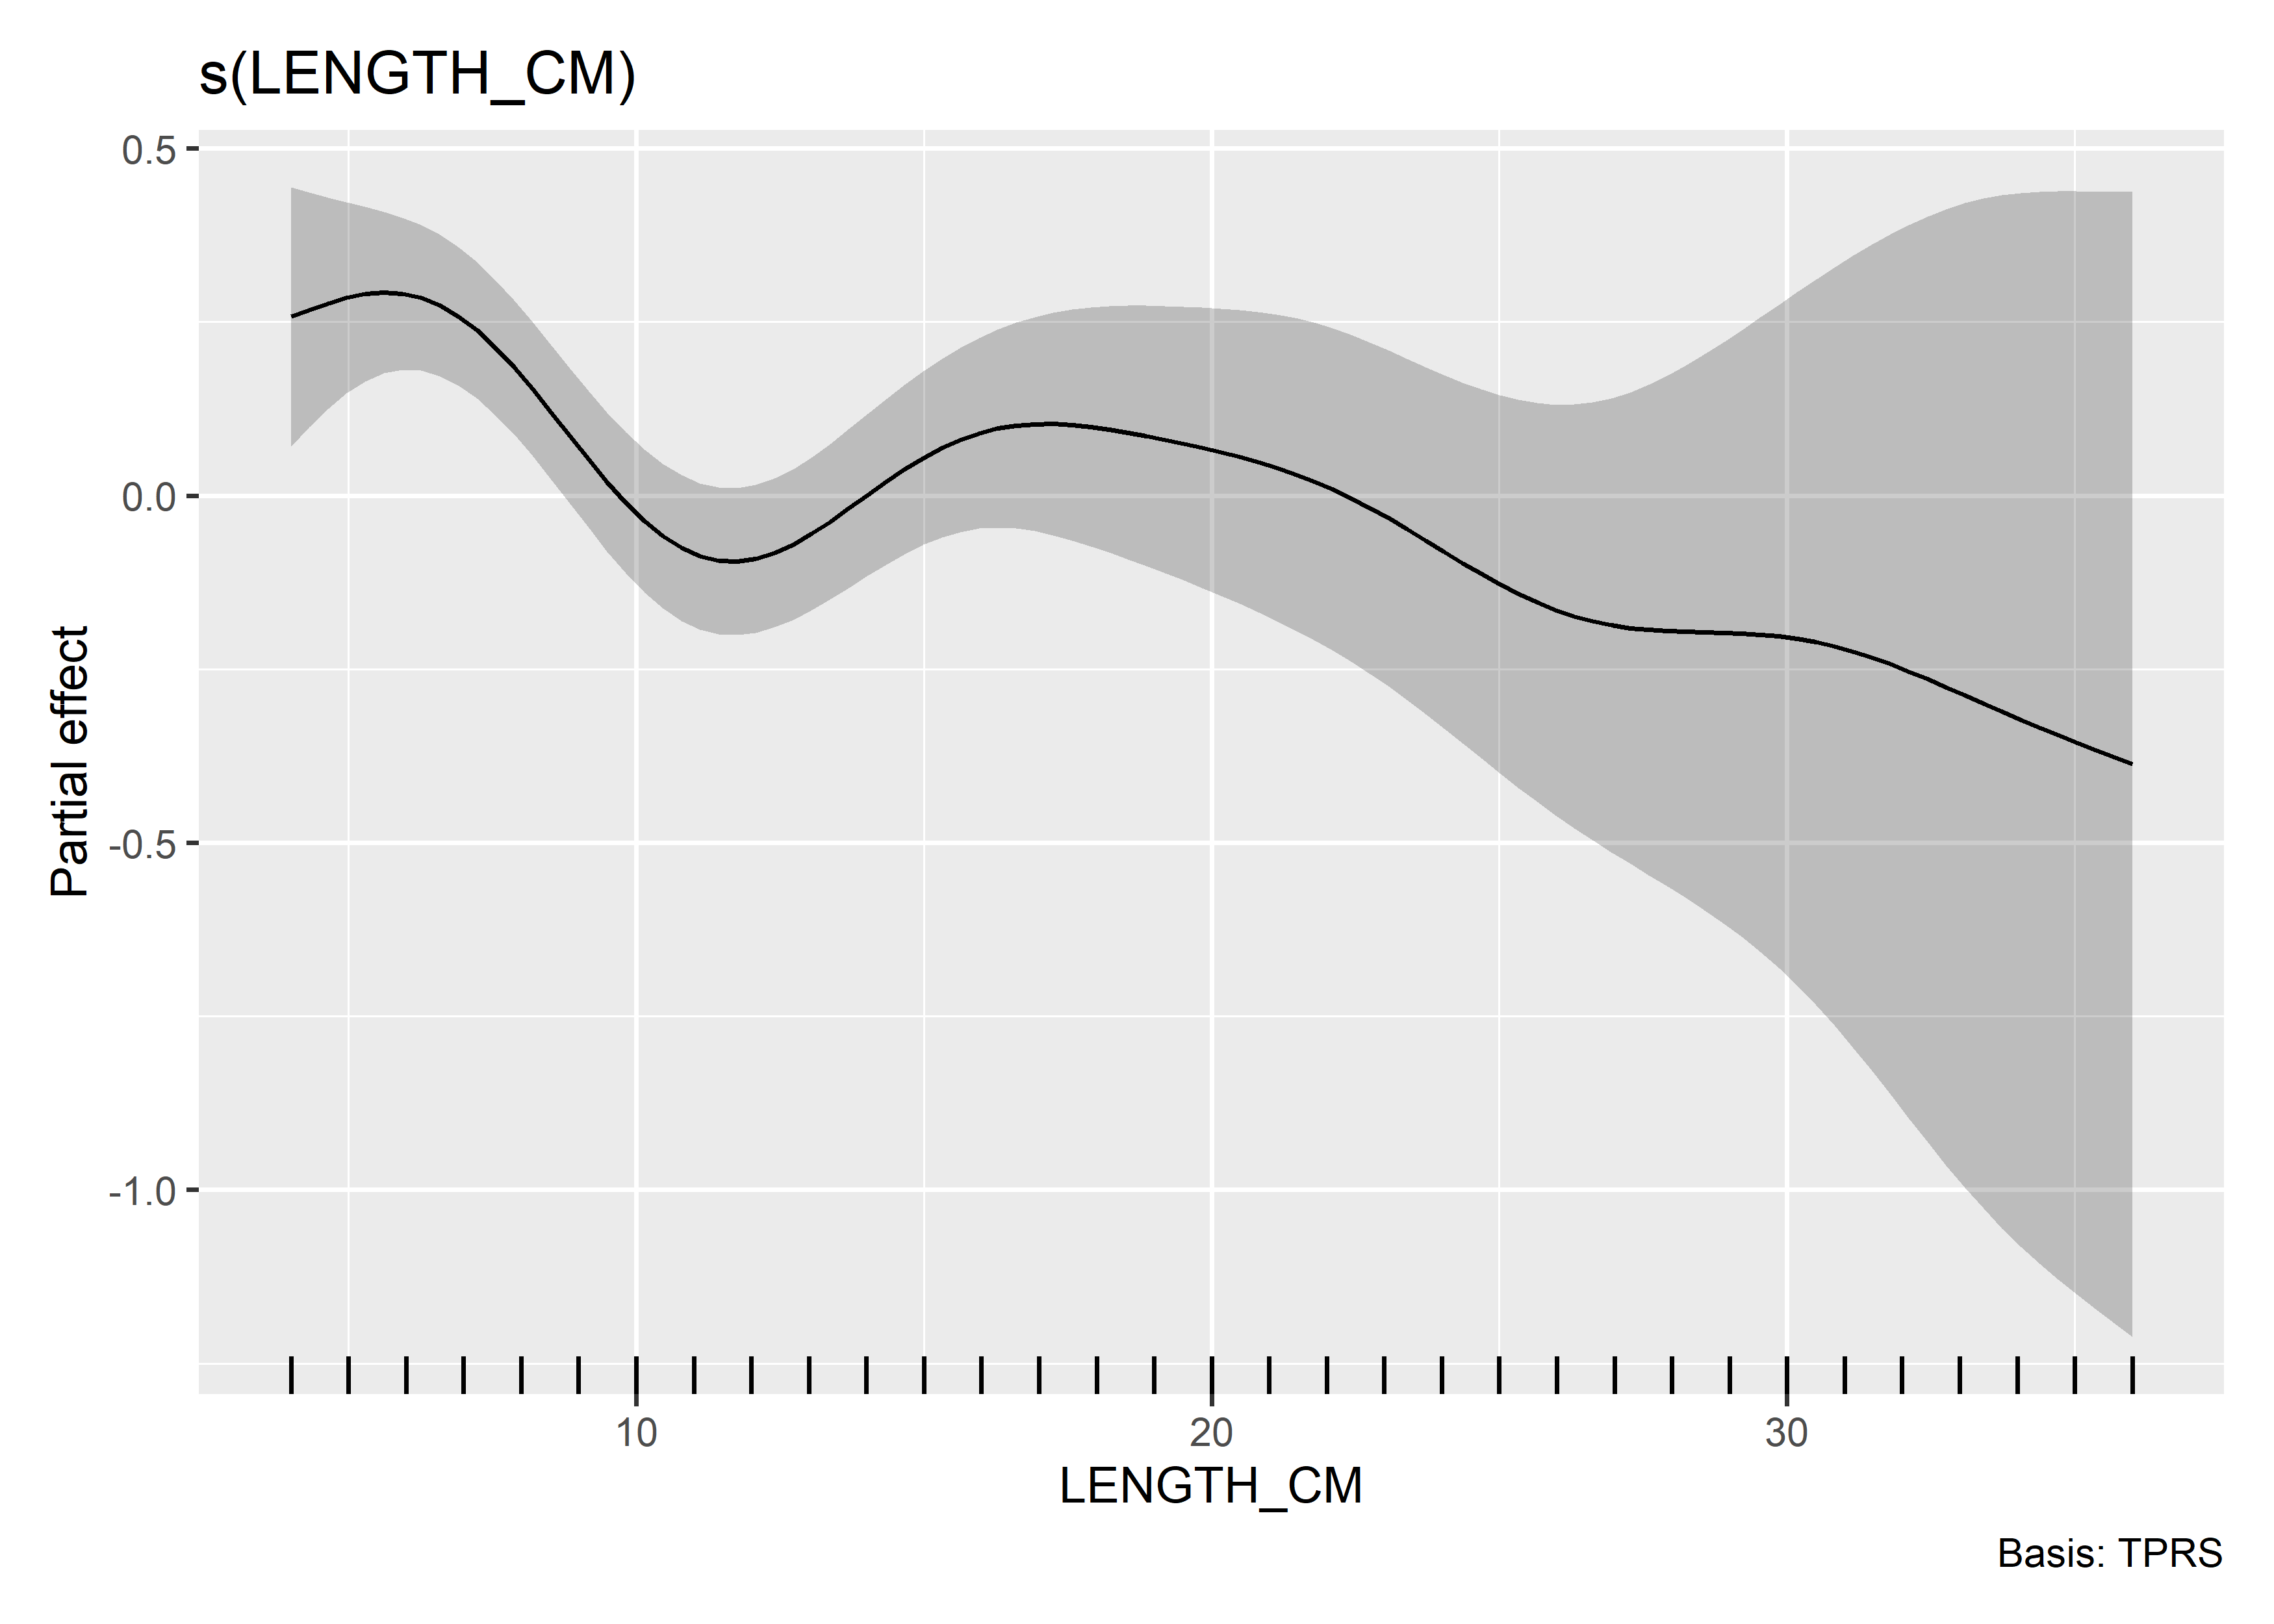 s(LENGTH_CM)
0.5
0.0
-0.5
-1.0
Partial effect
10 20 30
LENGTH_CM
Basis: TPRS